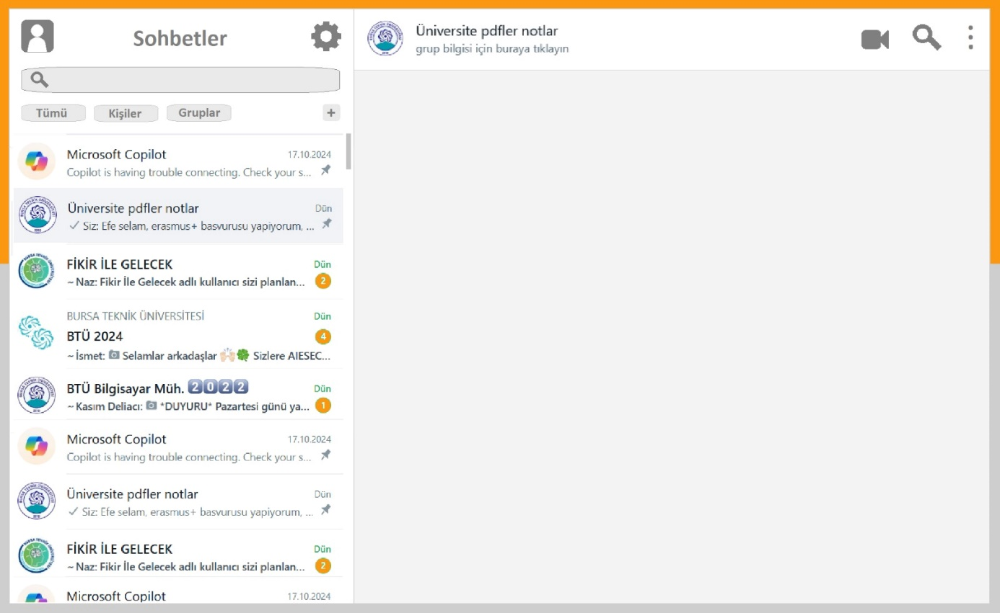 Sohbetler
Tümü
Kişiler
Gruplar
+
Microsoft Copilot
17.10.2024
Copilot is having trouble connecting. Check your s...
Üniversite pdfler notlar
Dün
Siz: Efe selam, erasmus+ basvurusu yapiyorum, ...
FİKİR İLE GELECEK
Dün
~ Naz: Fikir İle Gelecek adlı kullanıcı sizi planlan...
2
BURSA TEKNİK ÜNİVERSİTESİ
Dün
BTÜ 2024
4
~ İsmet: 📷 Selamlar arkadaşlar 🙌🏻🍀 Sizlere AIESEC...
BTÜ Bilgisayar Müh. 2️⃣0️⃣2️⃣2️⃣
Dün
~ Kasım Deliacı: 📷 *DUYURU* Pazartesi günü ya...
1
Microsoft Copilot
17.10.2024
Copilot is having trouble connecting. Check your s...
Üniversite pdfler notlar
Dün
Siz: Efe selam, erasmus+ basvurusu yapiyorum, ...
FİKİR İLE GELECEK
Dün
~ Naz: Fikir İle Gelecek adlı kullanıcı sizi planlan...
2
Microsoft Copilot
17.10.2024
Üniversite pdfler notlar
grup bilgisi için buraya tıklayın